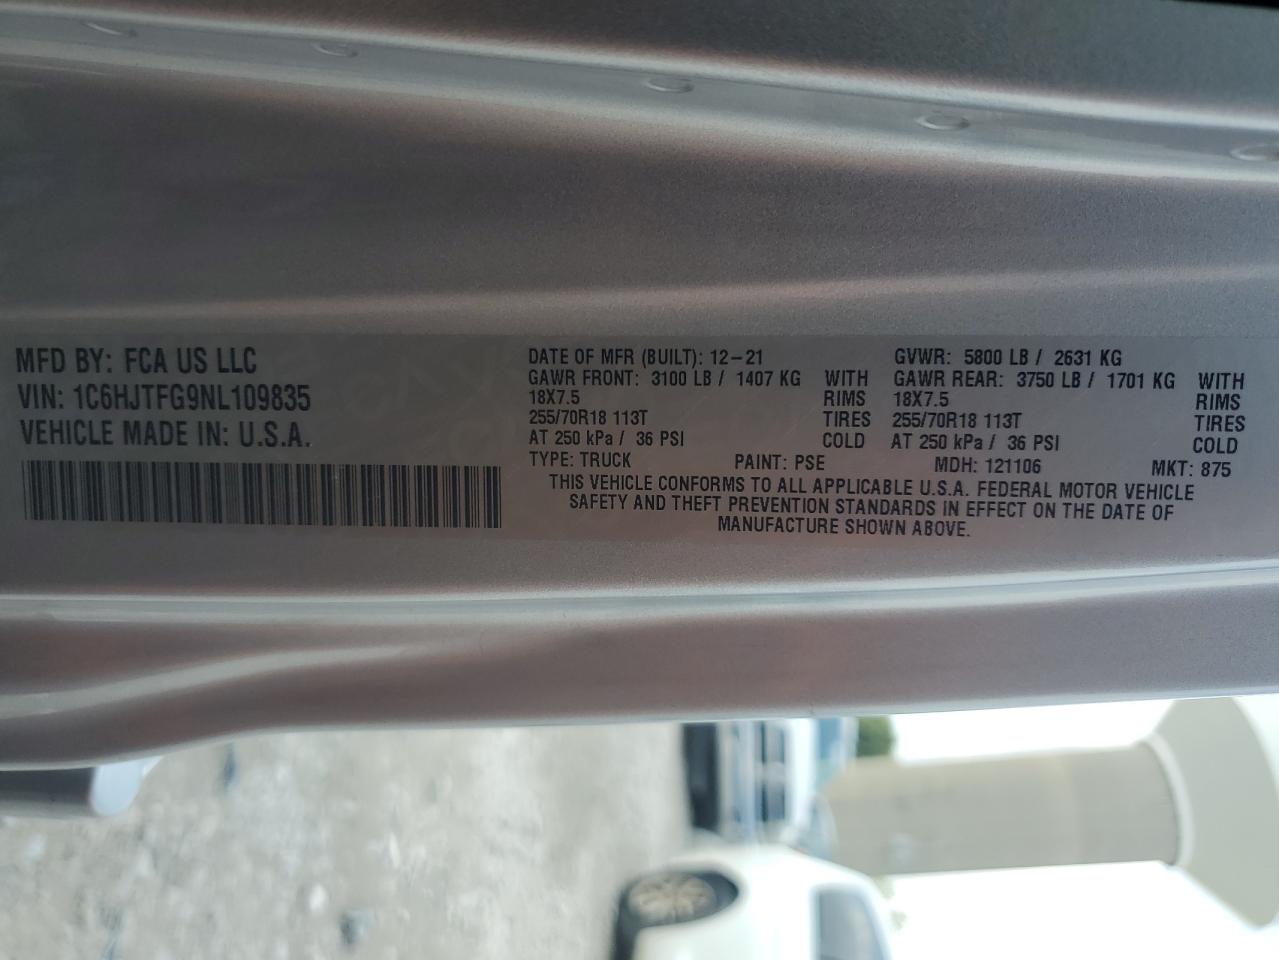 MFD BY: FCA US LLC
VIN: 1C6HJTFG9NL109835
VEHICLE MADE IN: U.S.A.
DATE OF MFR (BUILT): 12-21 GVWR: 5800 LB / 2631 KG
GAWR FRONT: 3100 LB / 1407 KG WITH GAWR REAR: 3750 LB / 1701 KG WITH
18X7.5 RIMS 18X7.5 RIMS
255/70R18 113T TIRES 255/70R18 113T TIRES
AT 250 kPa / 36 PSI COLD AT 250 kPa / 36 PSI COLD
TYPE: TRUCK PAINT: PSE MDH: 121106 MKT: 875
THIS VEHICLE CONFORMS TO ALL APPLICABLE U.S.A. FEDERAL MOTOR VEHICLE
SAFETY AND THEFT PREVENTION STANDARDS IN EFFECT ON THE DATE OF
MANUFACTURE SHOWN ABOVE.